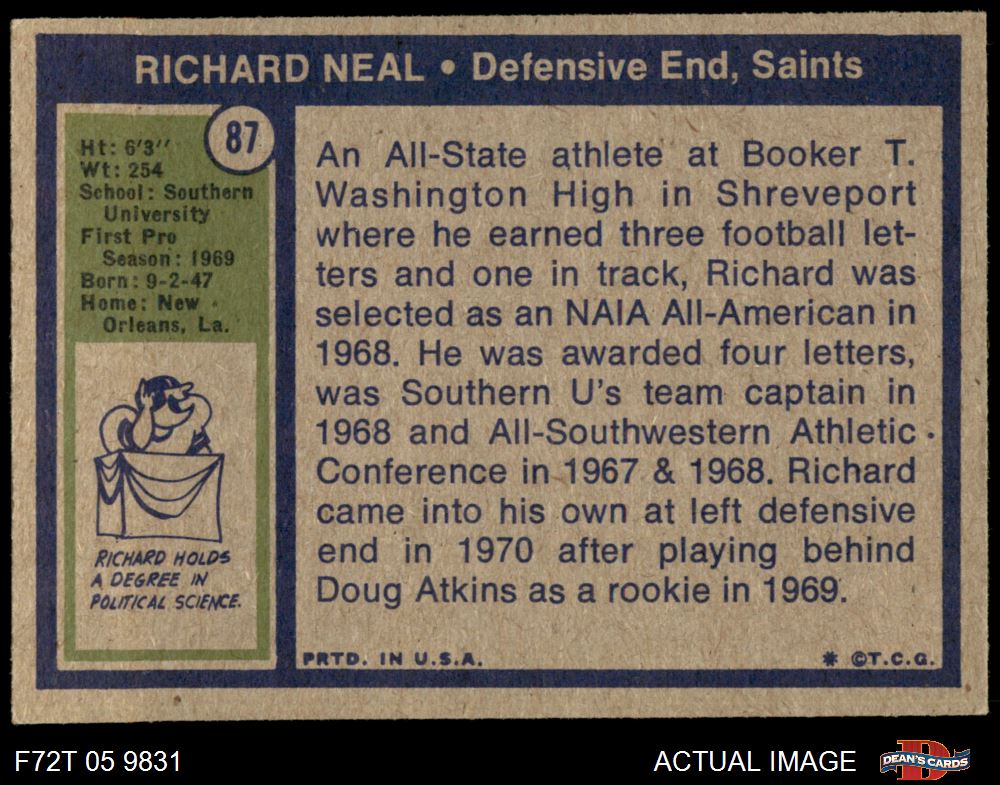 RICHARD NEAL • Defensive End, Saints
87
Ht: 6'3''
Wt: 254
School: Southern
University
First Pro
Season: 1969
Born: 9-2-47
Home: New
Orleans, La.
RICHARD HOLDS
A DEGREE IN
POLITICAL SCIENCE.
An All-State athlete at Booker T.
Washington High in Shreveport
where he earned three football let-
ters and one in track, Richard was
selected as an NAIA All-American in
1968. He was awarded four letters,
was Southern U's team captain in
1968 and All-Southwestern Athletic
Conference in 1967 & 1968. Richard
came into his own at left defensive
end in 1970 after playing behind
Doug Atkins as a rookie in 1969.
PRTD. IN U.S.A.
* ©T.C.G.
F72T 05 9831
ACTUAL IMAGE
D
DEAN'S CARDS